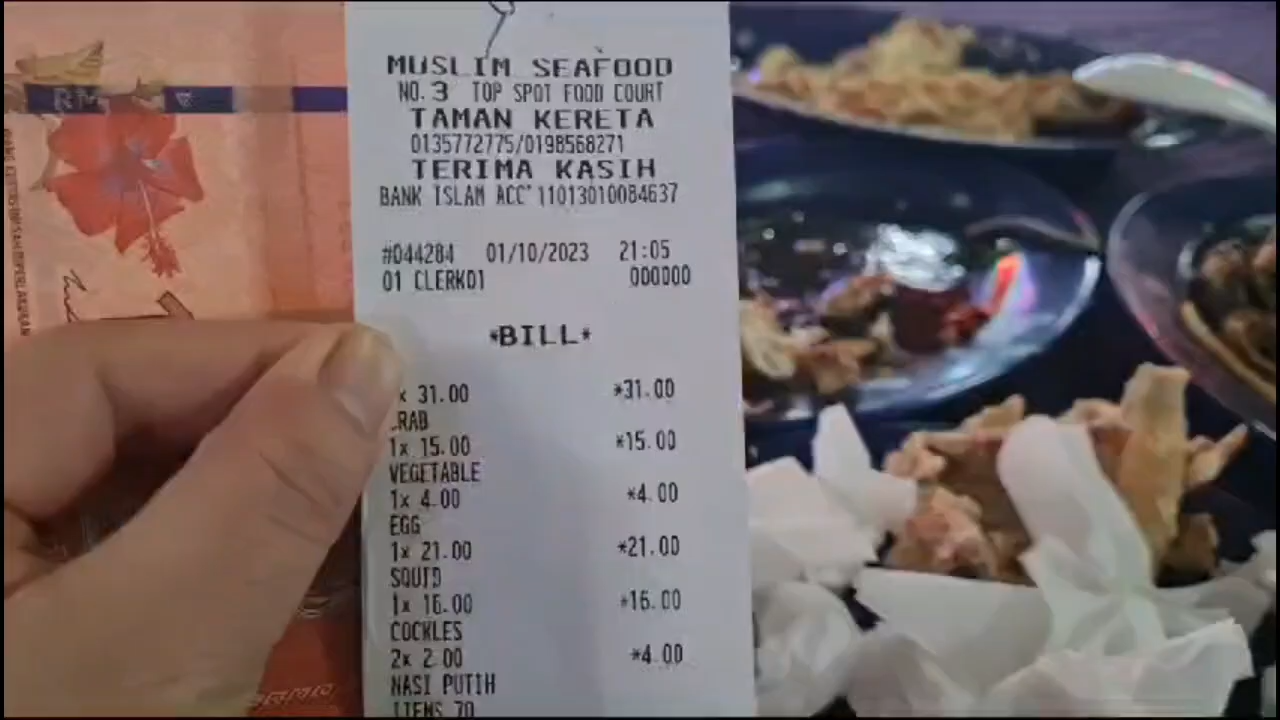 MUSLIM SEAFOOD
NO.3 TOP SPOT FOOD COURT
TAMAN KERETA
0135772775/0198568271
TERIMA KASIH
BANK ISLAM ACC' 11013010084637
#044284 01/10/2023 21:05
01 CLERK01 000000
*BILL*
x 31.00 *31.00
RAB
1x 15.00 *15.00
VEGETABLE
1x 4.00 *4.00
EGG
1x 21.00 *21.00
SQUID
1x 16.00 *16.00
COCKLES
2x 2.00 *4.00
NASI PUTIH
ITEMS
RM